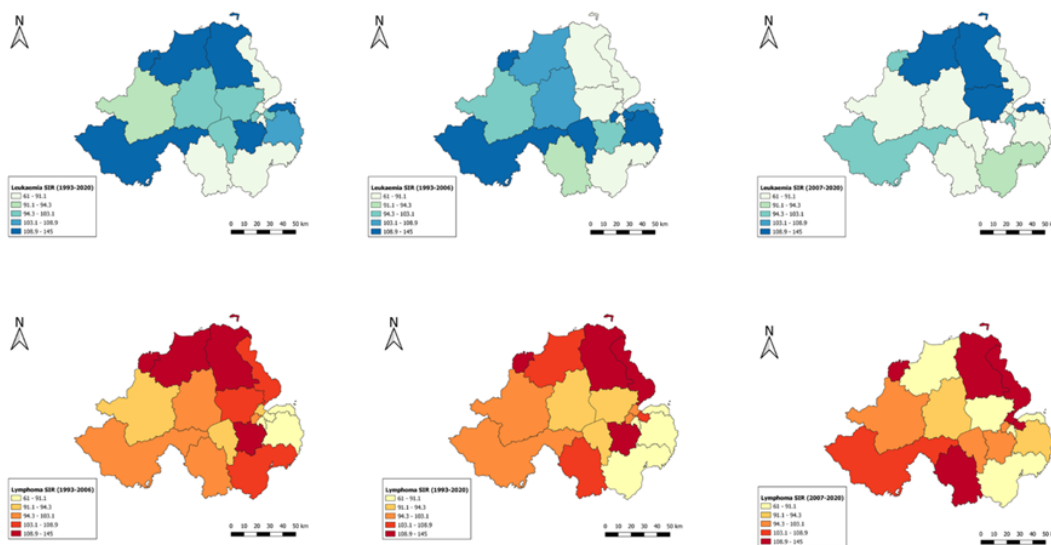 N
Leukaemia SIR (1993-2020)
61 - 91.1
91.1 - 94.3
94.3 - 103.1
103.1 - 108.9
108.9 - 145
0 10 20 30 40 50 km
N
Leukaemia SIR (1993-2006)
61 - 91.1
91.1 - 94.3
94.3 - 103.1
103.1 - 108.9
108.9 - 145
0 10 20 30 40 50 km
N
Leukaemia SIR (2007-2020)
61 - 91.1
91.1 - 94.3
94.3 - 103.1
103.1 - 108.9
108.9 - 145
0 10 20 30 40 50 km
N
Lymphoma SIR (1993-2006)
61 - 91.1
91.1 - 94.3
94.3 - 103.1
103.1 - 108.9
108.9 - 145
0 10 20 30 40 50 km
N
Lymphoma SIR (1993-2020)
61 - 91.1
91.1 - 94.3
94.3 - 103.1
103.1 - 108.9
108.9 - 145
0 10 20 30 40 50 km
N
Lymphoma SIR (2007-2020)
61 - 91.1
91.1 - 94.3
94.3 - 103.1
103.1 - 108.9
108.9 - 145
0 10 20 30 40 50 km